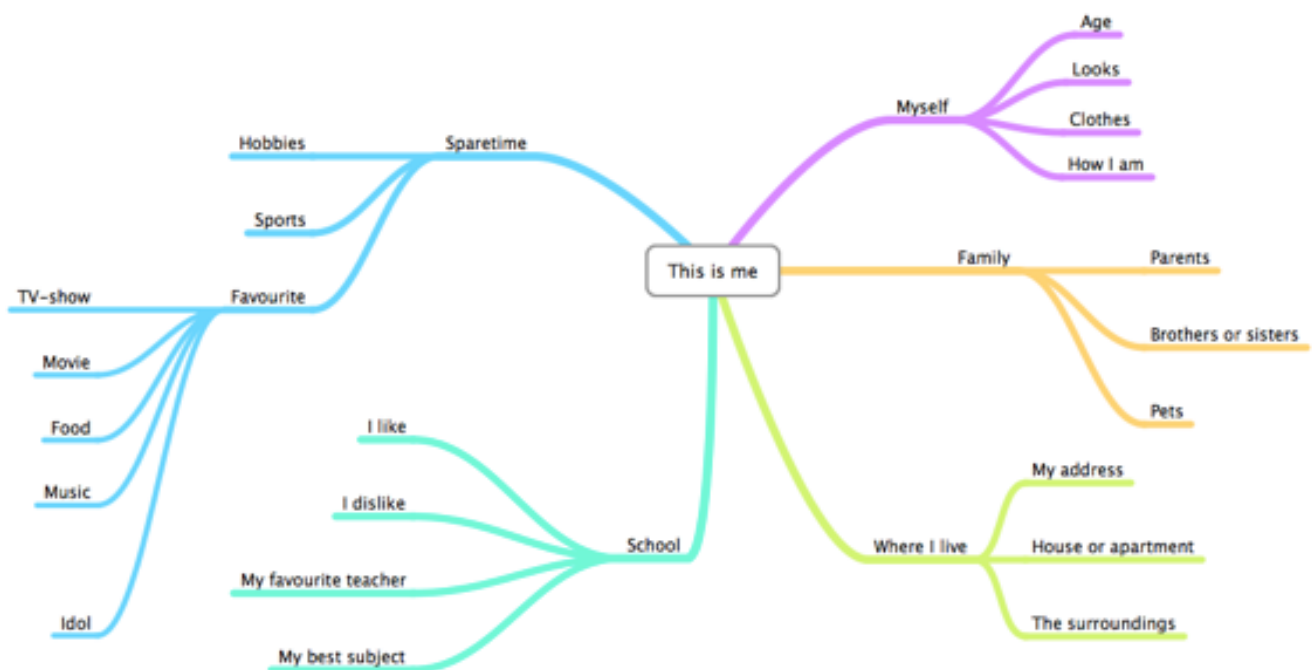 This is me
Myself
Age
Looks
Clothes
How I am
Family
Parents
Brothers or sisters
Pets
Where I live
My address
House or apartment
The surroundings
School
I like
I dislike
My favourite teacher
My best subject
Sparetime
Hobbies
Sports
Favourite
TV-show
Movie
Food
Music
Idol